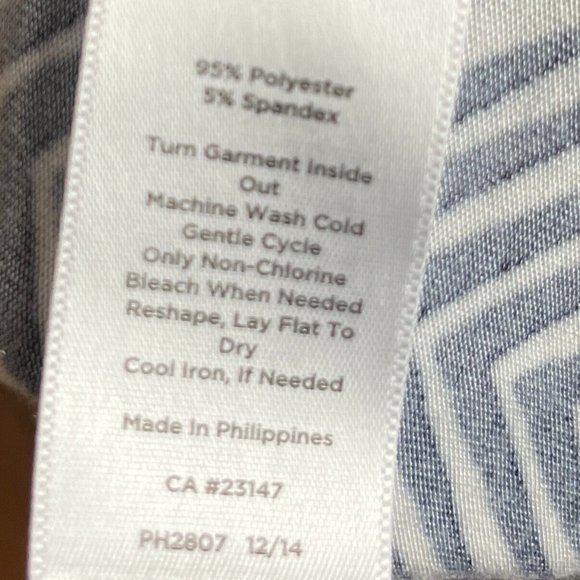 95% Polyester
5% Spandex
Turn Garment Inside
Out
Machine Wash Cold
Gentle Cycle
Only Non-Chlorine
Bleach When Needed
Reshape, Lay Flat To
Dry
Cool Iron, If Needed
Made In Philippines
CA #23147
PH2807 12/14